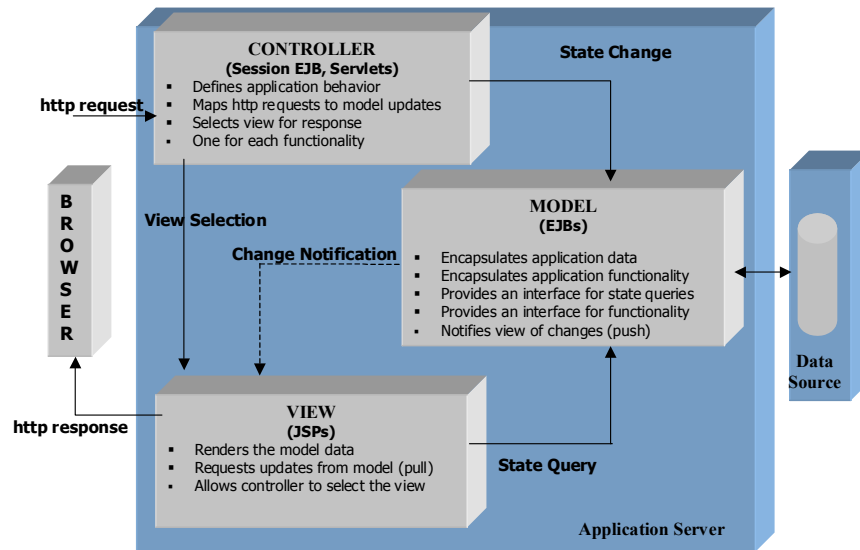 CONTROLLER
(Session EJB, Servlets)
▪ Defines application behavior
▪ Maps http requests to model updates
▪ Selects view for response
▪ One for each functionality
State Change
http request
BROWSER
View Selection
Change Notification
MODEL
(EJBs)
▪ Encapsulates application data
▪ Encapsulates application functionality
▪ Provides an interface for state queries
▪ Provides an interface for functionality
▪ Notifies view of changes (push)
Data
Source
http response
VIEW
(JSPs)
▪ Renders the model data
▪ Requests updates from model (pull)
▪ Allows controller to select the view
State Query
Application Server